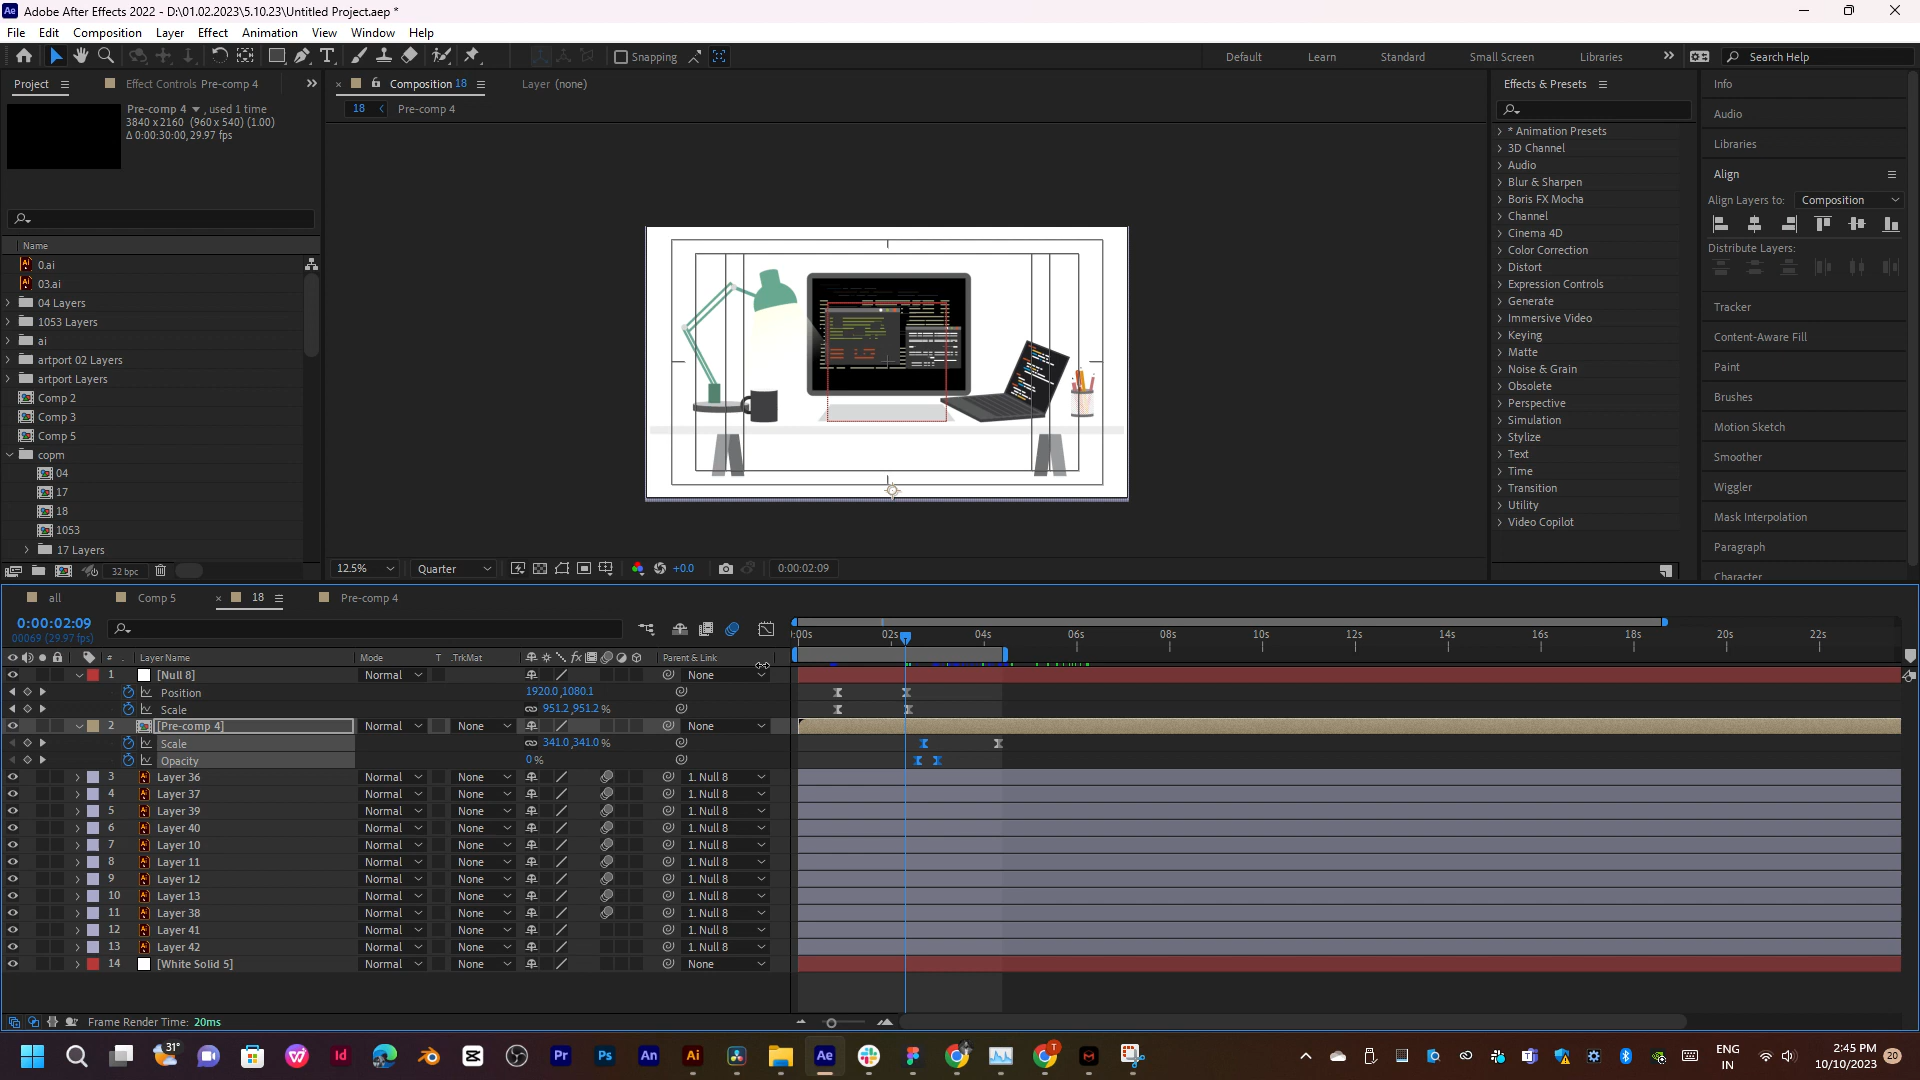 Adobe After Effects 2022 - D:\01.02.2023\5.10.23\Untitled Project.aep *
File Edit Composition Layer Effect Animation View Window Help
Snapping
Default Learn Standard Small Screen Libraries
Search Help
Project
Effect Controls Pre-comp 4
Composition 18
Layer (none)
18
Pre-comp 4
Pre-comp 4 , used 1 time
3840 x 2160 (960 x 540) (1.00)
Δ 0:00:30:00, 29.97 fps
Name
0.ai
03.ai
04 Layers
1053 Layers
ai
artport 02 Layers
artport Layers
Comp 2
Comp 3
Comp 5
copm
04
17
18
1053
17 Layers
32 bpc
12.5%
Quarter
+0.0
0:00:02:09
Effects & Presets
* Animation Presets
3D Channel
Audio
Blur & Sharpen
Boris FX Mocha
Channel
Cinema 4D
Color Correction
Distort
Expression Controls
Generate
Immersive Video
Keying
Matte
Noise & Grain
Obsolete
Perspective
Simulation
Stylize
Text
Time
Transition
Utility
Video Copilot
Info
Audio
Libraries
Align
Align Layers to: Composition
Distribute Layers:
Tracker
Content-Aware Fill
Paint
Brushes
Motion Sketch
Smoother
Wiggler
Mask Interpolation
Paragraph
Character
all
Comp 5
18
Pre-comp 4
0:00:02:09
00069 (29.97 fps)
):00s 02s 04s 06s 08s 10s 12s 14s 16s 18s 20s 22s
# Layer Name Mode T .TrkMat Parent & Link
1 [Null 8] Normal None
Position 1920.0,1080.1
Scale 951.2,951.2 %
2 [Pre-comp 4] Normal None None
Scale 341.0,341.0 %
Opacity 0 %
3 Layer 36 Normal None 1. Null 8
4 Layer 37 Normal None 1. Null 8
5 Layer 39 Normal None 1. Null 8
6 Layer 40 Normal None 1. Null 8
7 Layer 10 Normal None 1. Null 8
8 Layer 11 Normal None 1. Null 8
9 Layer 12 Normal None 1. Null 8
10 Layer 13 Normal None 1. Null 8
11 Layer 38 Normal None 1. Null 8
12 Layer 41 Normal None 1. Null 8
13 Layer 42 Normal None 1. Null 8
14 [White Solid 5] Normal None None
Frame Render Time: 20ms
31°
ENG
IN
2:45 PM
10/10/2023
20